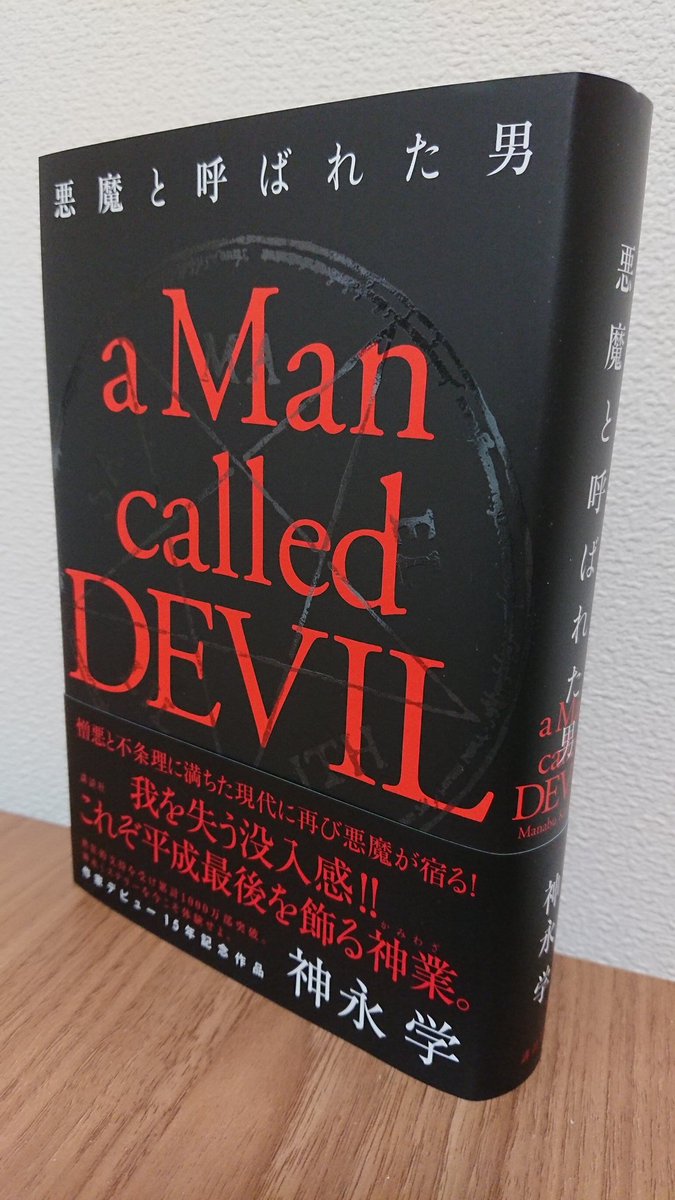 悪魔と呼ばれた男
a Man
called
DEVIL
憎悪と不条理に満ちた現代に再び悪魔が宿る!
講談社
我を失う没入感!!
これぞ平成最後を飾る神業。
かみわざ
作家デビュー15年記念作品
神永学
悪魔と呼ばれた男
a M
cal
DEV
Manabu
神永学